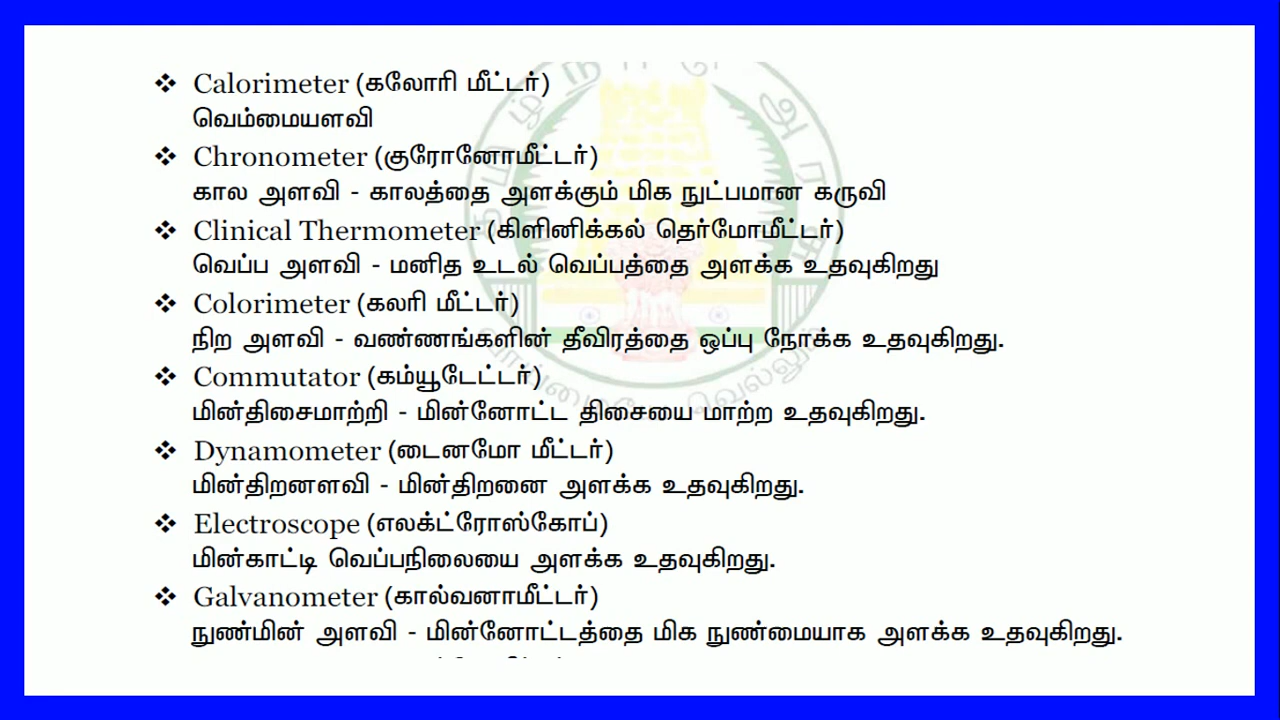 ❖ Calorimeter (கலோரி மீட்டர்)
வெம்மையளவி
❖ Chronometer (குரோனோமீட்டர்)
கால அளவி - காலத்தை அளக்கும் மிக நுட்பமான கருவி
❖ Clinical Thermometer (கிளினிக்கல் தெர்மோமீட்டர்)
வெப்ப அளவி - மனித உடல் வெப்பத்தை அளக்க உதவுகிறது
❖ Colorimeter (கலரி மீட்டர்)
நிற அளவி - வண்ணங்களின் தீவிரத்தை ஒப்பு நோக்க உதவுகிறது.
❖ Commutator (கம்யூடேட்டர்)
மின்திசைமாற்றி - மின்னோட்ட திசையை மாற்ற உதவுகிறது.
❖ Dynamometer (டைனமோ மீட்டர்)
மின்திறனளவி - மின்திறனை அளக்க உதவுகிறது.
❖ Electroscope (எலக்ட்ரோஸ்கோப்)
மின்காட்டி வெப்பநிலையை அளக்க உதவுகிறது.
❖ Galvanometer (கால்வனாமீட்டர்)
நுண்மின் அளவி - மின்னோட்டத்தை மிக நுண்மையாக அளக்க உதவுகிறது.